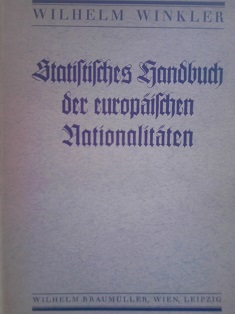 WILHELM WINKLER
Statistisches Handbuch
der europäischen
Nationalitäten
WILHELM BRAUMÜLLER, WIEN, LEIPZIG